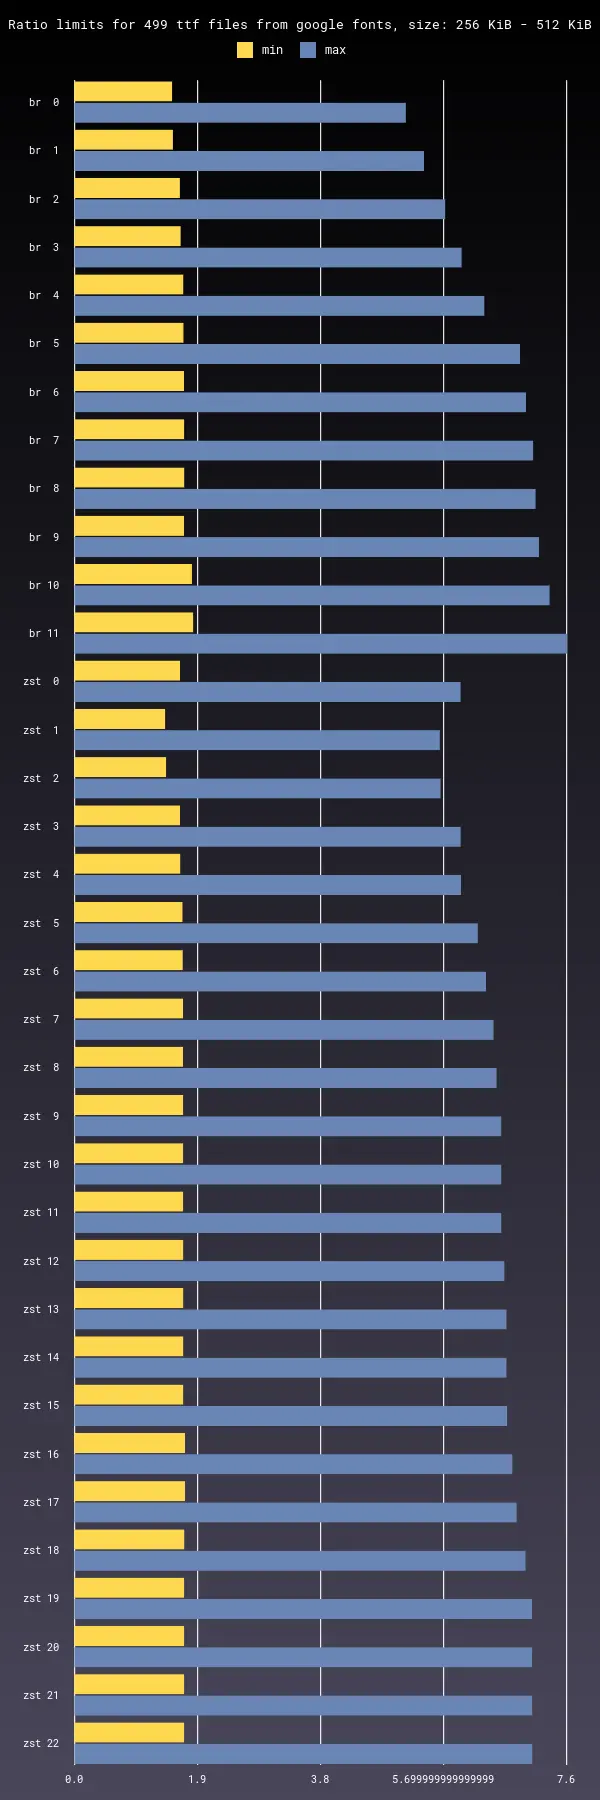 Ratio limits for 499 ttf files from google fonts, size: 256 KiB - 512 KiB
min max
br 0
br 1
br 2
br 3
br 4
br 5
br 6
br 7
br 8
br 9
br 10
br 11
zst 0
zst 1
zst 2
zst 3
zst 4
zst 5
zst 6
zst 7
zst 8
zst 9
zst 10
zst 11
zst 12
zst 13
zst 14
zst 15
zst 16
zst 17
zst 18
zst 19
zst 20
zst 21
zst 22
0.0 1.9 3.8 5.699999999999999 7.6